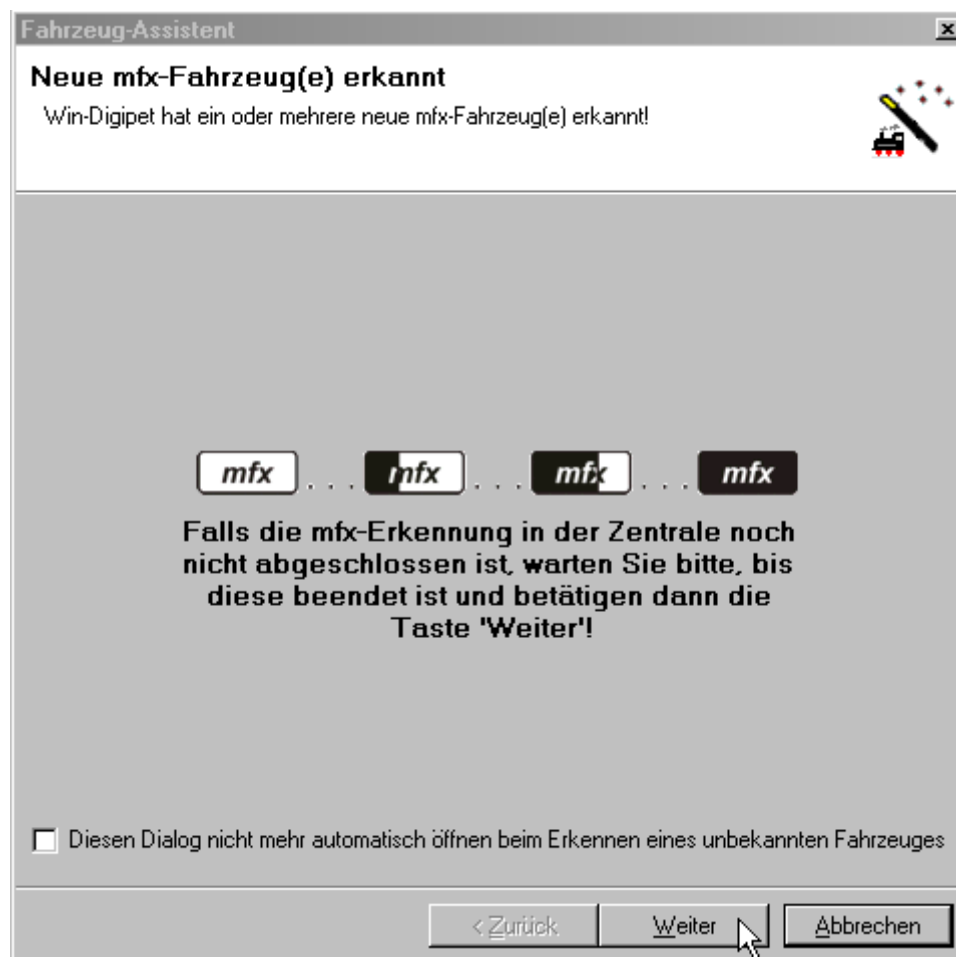 Fahrzeug-Assistent
Neue mfx-Fahrzeug(e) erkannt
Win-Digipet hat ein oder mehrere neue mfx-Fahrzeug(e) erkannt!
mfx . . . mfx . . . mfx . . . mfx
Falls die mfx-Erkennung in der Zentrale noch
nicht abgeschlossen ist, warten Sie bitte, bis
diese beendet ist und betätigen dann die
Taste 'Weiter'!
Diesen Dialog nicht mehr automatisch öffnen beim Erkennen eines unbekannten Fahrzeuges
< Zurück Weiter Abbrechen